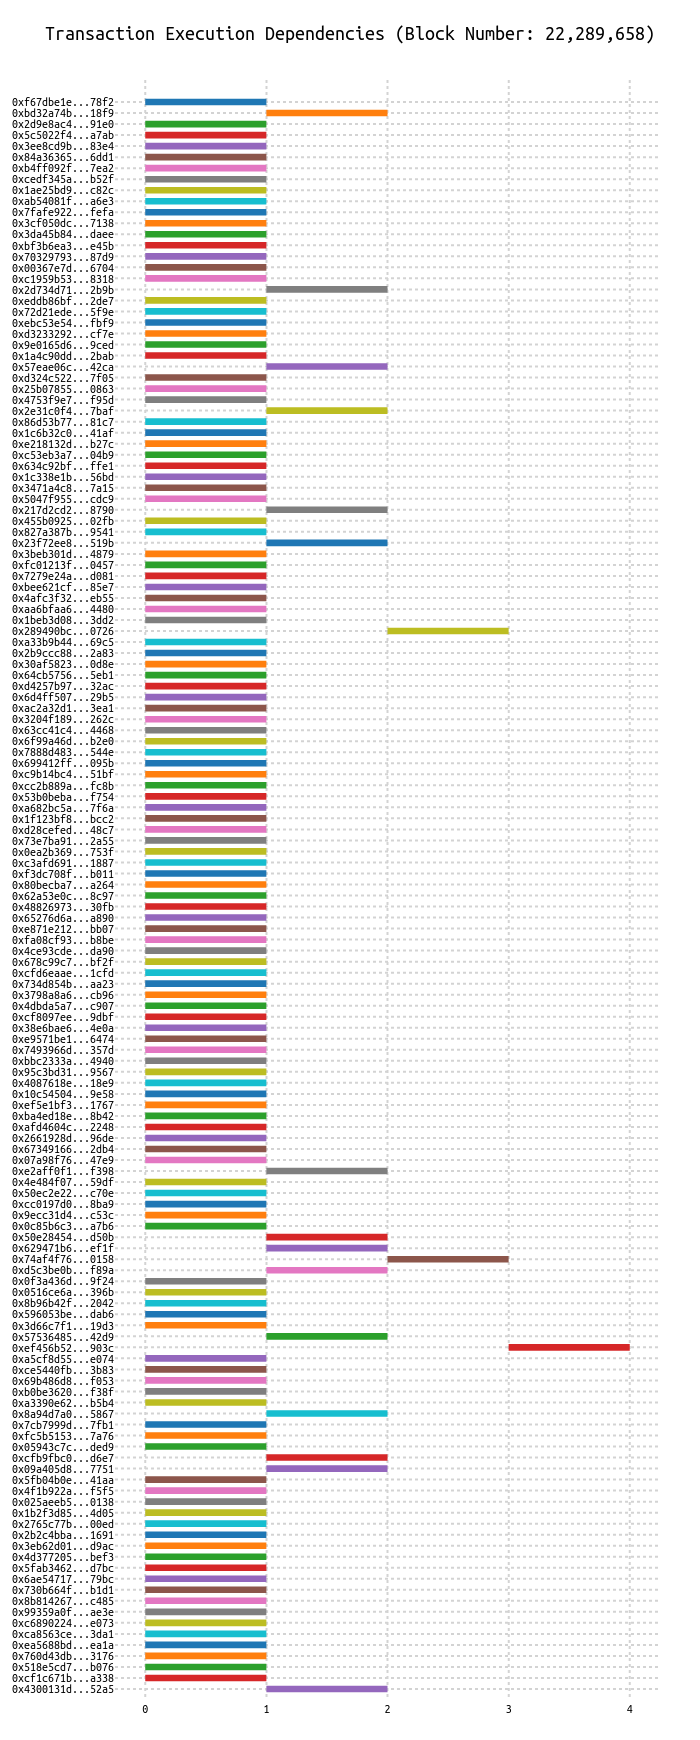 Transaction Execution Dependencies (Block Number: 22,289,658)
0xf67dbe1e...78f2
0xbd32a74b...18f9
0x2d9e8ac4...91e0
0x5c5022f4...a7ab
0x3ee8cd9b...83e4
0x84a36365...6dd1
0xb4ff092f...7ea2
0xcedf345a...b52f
0x1ae25bd9...c82c
0xab54081f...a6e3
0x7fafe922...fefa
0x3cf050dc...7138
0x3da45b84...daee
0xbf3b6ea3...e45b
0x70329793...87d9
0x00367e7d...6704
0xc1959b53...8318
0x2d734d71...2b9b
0xeddb86bf...2de7
0x72d21ede...5f9e
0xebc53e54...fbf9
0xd3233292...cf7e
0x9e0165d6...9ced
0x1a4c90dd...2bab
0x57eae06c...42ca
0xd324c522...7f05
0x25b07855...0863
0x4753f9e7...f95d
0x2e31c0f4...7baf
0x86d53b77...81c7
0x1c6b32c0...41af
0xe218132d...b27c
0xc53eb3a7...04b9
0x634c92bf...ffe1
0x1c338e1b...56bd
0x3471a4c8...7a15
0x5047f955...cdc9
0x217d2cd2...8790
0x455b0925...02fb
0x827a387b...9541
0x23f72ee8...519b
0x3beb301d...4879
0xfc01213f...0457
0x7279e24a...d081
0xbee621cf...85e7
0x4afc3f32...eb55
0xaa6bfaa6...4480
0x1beb3d08...3dd2
0x289490bc...0726
0xa33b9b44...69c5
0x2b9ccc88...2a83
0x30af5823...0d8e
0x64cb5756...5eb1
0xd4257b97...32ac
0x6d4ff507...29b5
0xac2a32d1...3ea1
0x3204f189...262c
0x63cc41c4...4468
0x6f99a46d...b2e0
0x7888d483...544e
0x699412ff...095b
0xc9b14bc4...51bf
0xcc2b889a...fc8b
0x53b0beba...f754
0xa682bc5a...7f6a
0x1f123bf8...bcc2
0xd28cefed...48c7
0x73e7ba91...2a55
0x0ea2b369...753f
0xc3afd691...1887
0xf3dc708f...b011
0x80becba7...a264
0x62a53e0c...8c97
0x48826973...30fb
0x65276d6a...a890
0xe871e212...bb07
0xfa08cf93...b8be
0x4ce93cde...da90
0x678c99c7...bf2f
0xcfd6eaae...1cfd
0x734d854b...aa23
0x3798a8a6...cb96
0x4dbda5a7...c907
0xcf8097ee...9dbf
0x38e6bae6...4e0a
0xe9571be1...6474
0x7493966d...357d
0xbbc2333a...4940
0x95c3bd31...9567
0x4087618e...18e9
0x10c54504...9e58
0xef5e1bf3...1767
0xba4ed18e...8b42
0xafd4604c...2248
0x2661928d...96de
0x67349166...2db4
0x07a98f76...47e9
0xe2aff0f1...f398
0x4e484f07...59df
0x50ec2e22...c70e
0xcc0197d0...8ba9
0x9ecc31d4...c53c
0x0c85b6c3...a7b6
0x50e28454...d50b
0x629471b6...ef1f
0x74af4f76...0158
0xd5c3be0b...f89a
0x0f3a436d...9f24
0x0516ce6a...396b
0x8b96b42f...2042
0x596053be...dab6
0x3d66c7f1...19d3
0x57536485...42d9
0xef456b52...903c
0xa5cf8d55...e074
0xce5440fb...3b83
0x69b486d8...f053
0xb0be3620...f38f
0xa3390e62...b5b4
0x8a94d7a0...5867
0x7cb7999d...7fb1
0xfc5b5153...7a76
0x05943c7c...ded9
0xcfb9fbc0...d6e7
0x09a405d8...7751
0x5fb04b0e...41aa
0x4f1b922a...f5f5
0x025aeeb5...0138
0x1b2f3d85...4d05
0x2765c77b...00ed
0x2b2c4bba...1691
0x3eb62d01...d9ac
0x4d377205...bef3
0x5fab3462...d7bc
0x6ae54717...79bc
0x730b664f...b1d1
0x8b814267...c485
0x99359a0f...ae3e
0xc6890224...e073
0xca8563ce...3da1
0xea5688bd...ea1a
0x760d43db...3176
0x518e5cd7...b076
0xcf1c671b...a338
0x4300131d...52a5
0 1 2 3 4